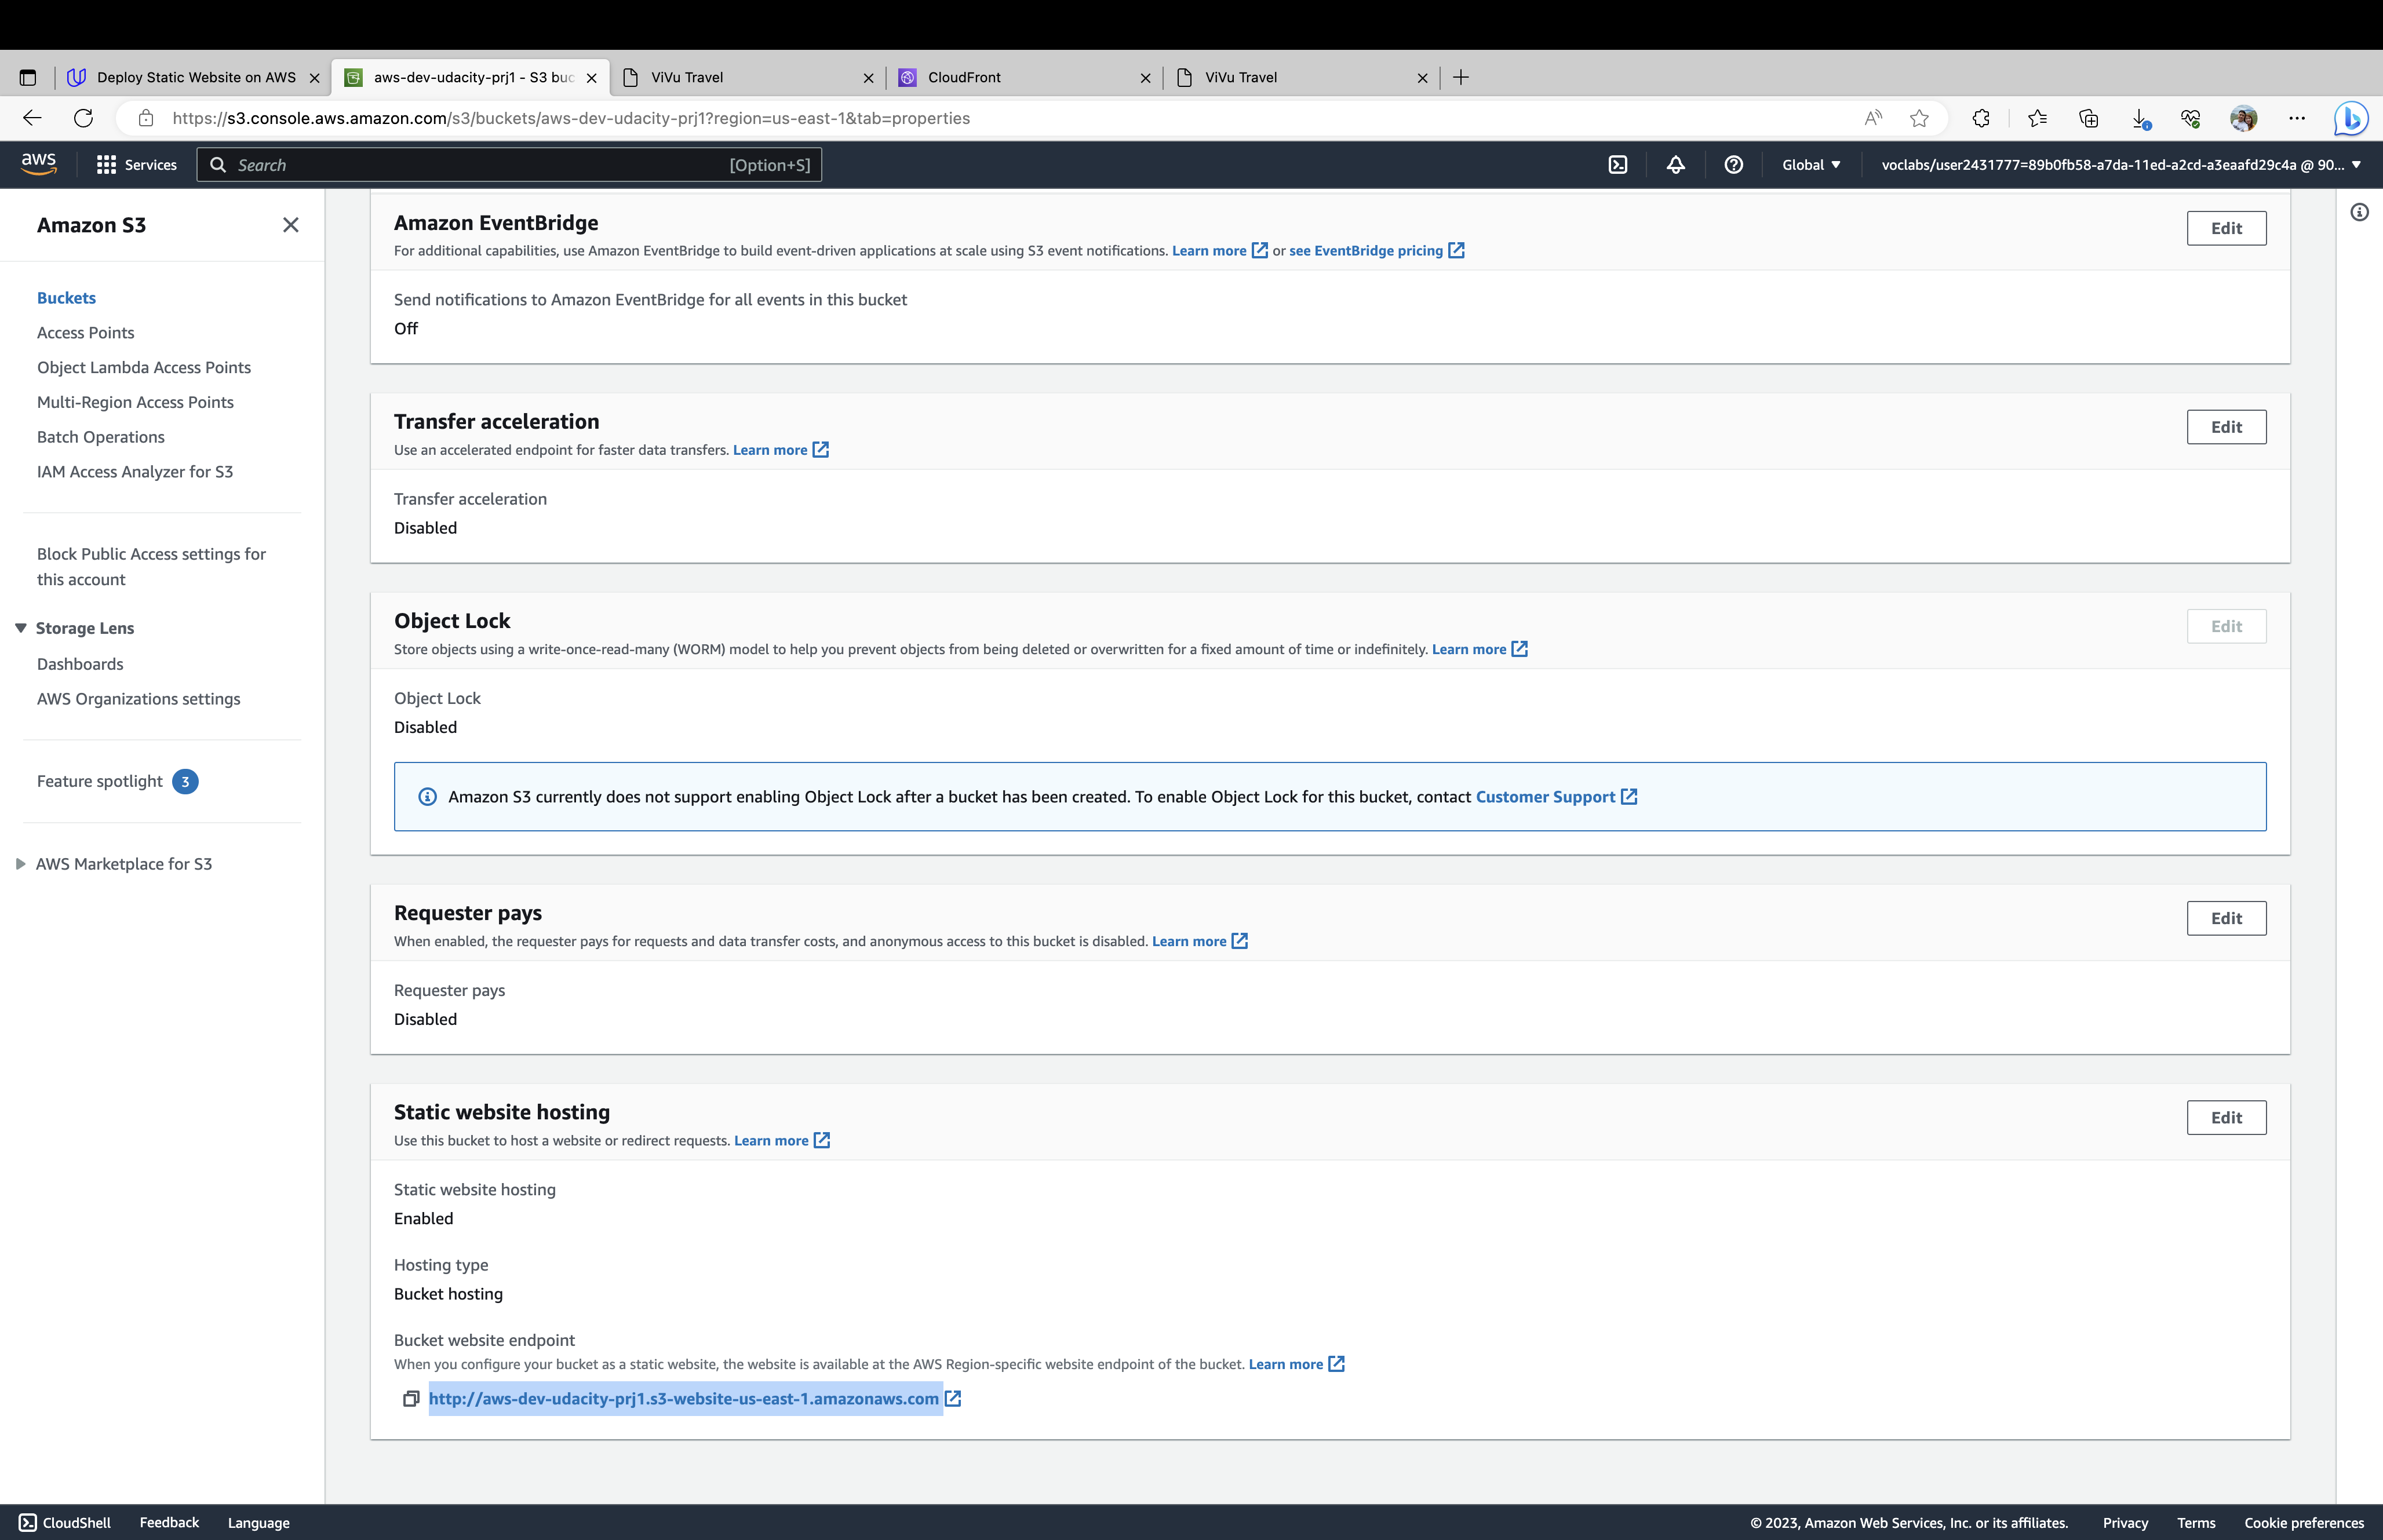 Deploy Static Website on AWS
aws-dev-udacity-prj1 - S3 buc
ViVu Travel
CloudFront
ViVu Travel
https://s3.console.aws.amazon.com/s3/buckets/aws-dev-udacity-prj1?region=us-east-1&tab=properties
aws
Services
Search
[Option+S]
Global
voclabs/user2431777=89b0fb58-a7da-11ed-a2cd-a3eaafd29c4a @ 90...
Amazon S3
Buckets
Access Points
Object Lambda Access Points
Multi-Region Access Points
Batch Operations
IAM Access Analyzer for S3
Block Public Access settings for
this account
Storage Lens
Dashboards
AWS Organizations settings
Feature spotlight 3
AWS Marketplace for S3
Amazon EventBridge
Edit
For additional capabilities, use Amazon EventBridge to build event-driven applications at scale using S3 event notifications. Learn more or see EventBridge pricing
Send notifications to Amazon EventBridge for all events in this bucket
Off
Transfer acceleration
Edit
Use an accelerated endpoint for faster data transfers. Learn more
Transfer acceleration
Disabled
Object Lock
Edit
Store objects using a write-once-read-many (WORM) model to help you prevent objects from being deleted or overwritten for a fixed amount of time or indefinitely. Learn more
Object Lock
Disabled
Amazon S3 currently does not support enabling Object Lock after a bucket has been created. To enable Object Lock for this bucket, contact Customer Support
Requester pays
Edit
When enabled, the requester pays for requests and data transfer costs, and anonymous access to this bucket is disabled. Learn more
Requester pays
Disabled
Static website hosting
Edit
Use this bucket to host a website or redirect requests. Learn more
Static website hosting
Enabled
Hosting type
Bucket hosting
Bucket website endpoint
When you configure your bucket as a static website, the website is available at the AWS Region-specific website endpoint of the bucket. Learn more
http://aws-dev-udacity-prj1.s3-website-us-east-1.amazonaws.com
CloudShell
Feedback
Language
© 2023, Amazon Web Services, Inc. or its affiliates.
Privacy
Terms
Cookie preferences